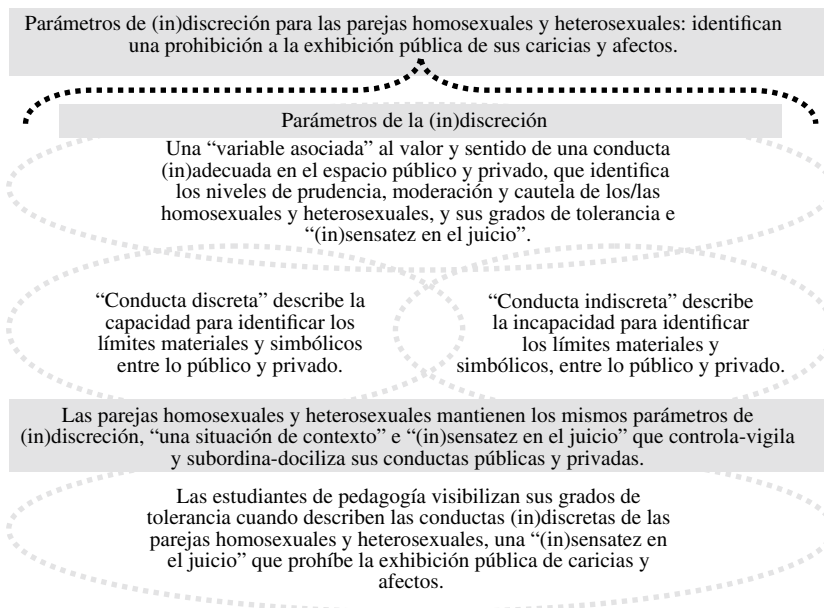 Parámetros de (in)discreción para las parejas homosexuales y heterosexuales: identifican
una prohibición a la exhibición pública de sus caricias y afectos.
Parámetros de la (in)discreción
Una “variable asociada” al valor y sentido de una conducta
(in)adecuada en el espacio público y privado, que identifica
los niveles de prudencia, moderación y cautela de los/las
homosexuales y heterosexuales, y sus grados de tolerancia e
“(in)sensatez en el juicio”.
“Conducta discreta” describe la
capacidad para identificar los
límites materiales y simbólicos
entre lo público y privado.
“Conducta indiscreta” describe
la incapacidad para identificar
los límites materiales y
simbólicos, entre lo público y privado.
Las parejas homosexuales y heterosexuales mantienen los mismos parámetros de
(in)discreción, “una situación de contexto” e “(in)sensatez en el juicio” que controla-vigila
y subordina-dociliza sus conductas públicas y privadas.
Las estudiantes de pedagogía visibilizan sus grados de
tolerancia cuando describen las conductas (in)discretas de las
parejas homosexuales y heterosexuales, una “(in)sensatez en
el juicio” que prohíbe la exhibición pública de caricias y
afectos.